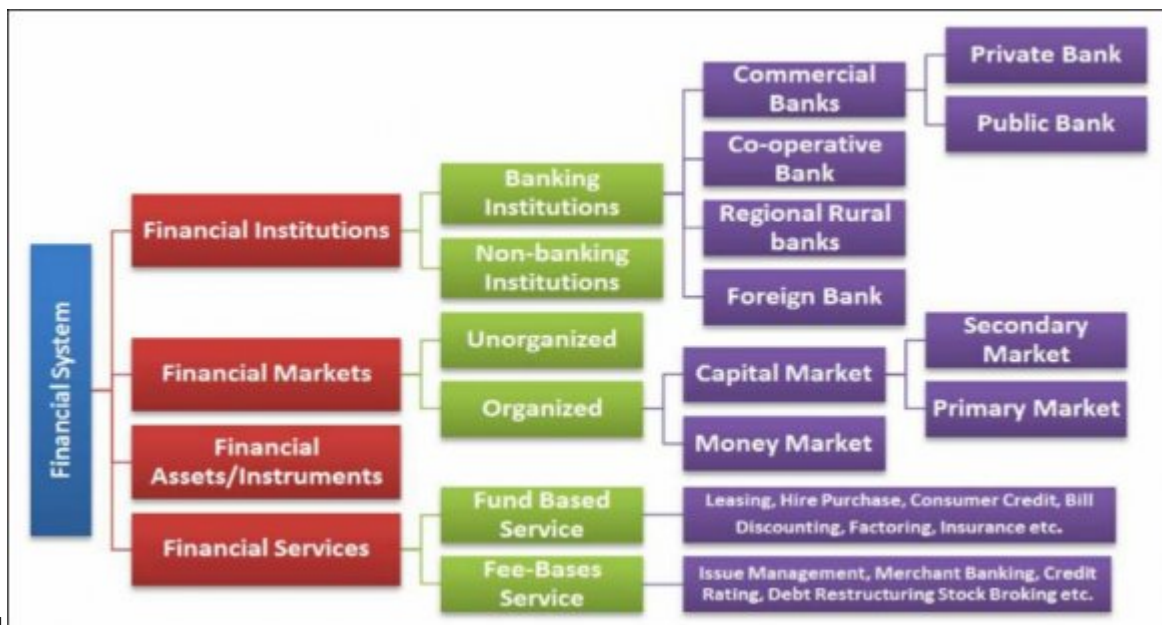 Financial System
Financial Institutions
Banking
Institutions
Commercial
Banks
Private Bank
Public Bank
Co-operative
Bank
Regional Rural
banks
Foreign Bank
Non-banking
Institutions
Financial Markets
Unorganized
Organized
Capital Market
Secondary
Market
Primary Market
Money Market
Financial
Assets/Instruments
Financial Services
Fund Based
Service
Leasing, Hire Purchase, Consumer Credit, Bill
Discounting, Factoring, Insurance etc.
Fee-Bases
Service
Issue Management, Merchant Banking, Credit
Rating, Debt Restructuring Stock Broking etc.